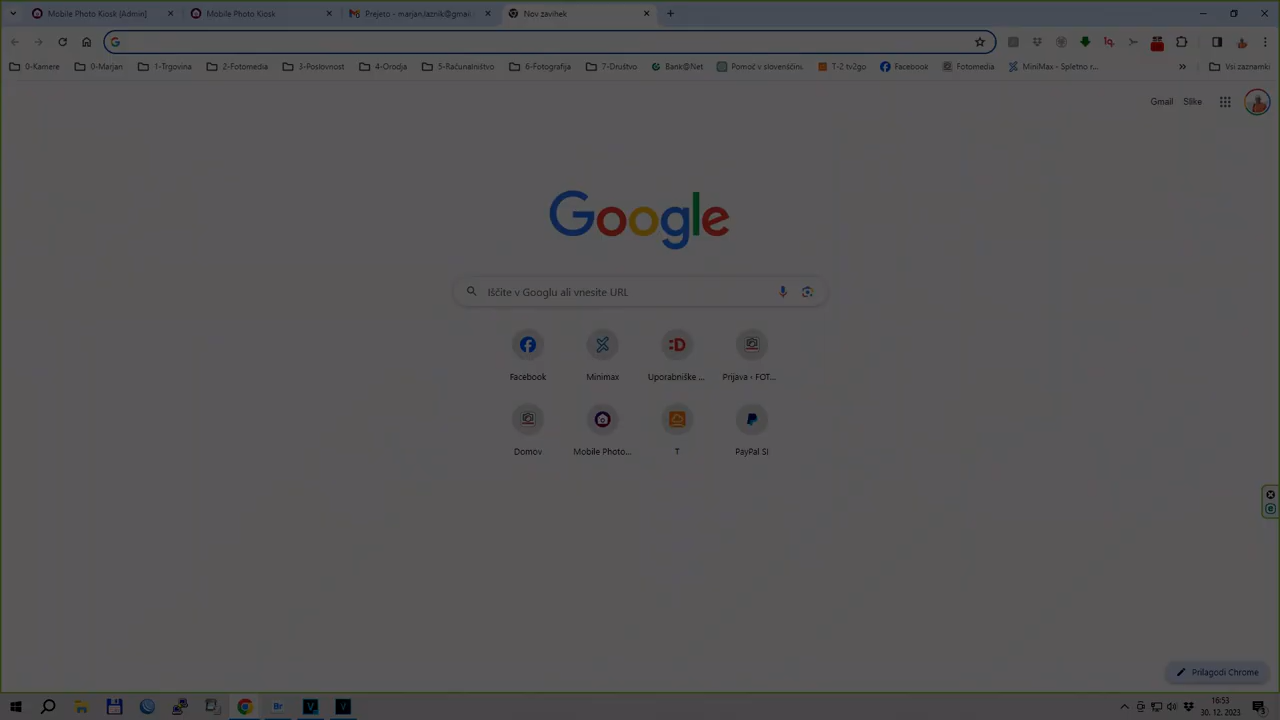 Mobile Photo Kiosk [Admin]
Mobile Photo Kiosk
Prejeto - marjan.laznik@gmai
Nov zavihek
0-Kamere
0-Marjan
1-Trgovina
2-Fotomedia
3-Poslovnost
4-Orodja
5-Računalništvo
6-Fotografija
7-Društvo
Bank@Net
Pomoč v slovenščini
T-2 tv2go
Facebook
Fotomedia
MiniMax - Spletno r...
Vsi zaznamki
Gmail
Slike
Google
Iščite v Googlu ali vnesite URL
Facebook
Minimax
Uporabniške ...
Prijava ‹ FOT...
Domov
Mobile Photo...
T
PayPal Si
Prilagodi Chrome
16:53
30. 12. 2023